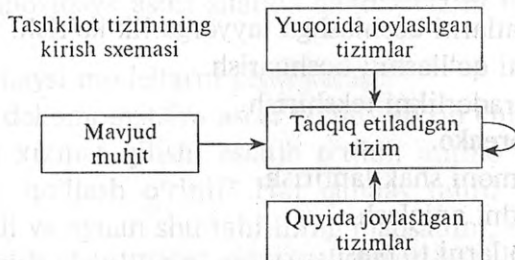 Tashkilot tizimining
kirish sxemasi
Yuqorida joylashgan
tizimlar
Mavjud
muhit
Tadqiq etiladigan
tizim
Quyida joylashgan
tizimlar